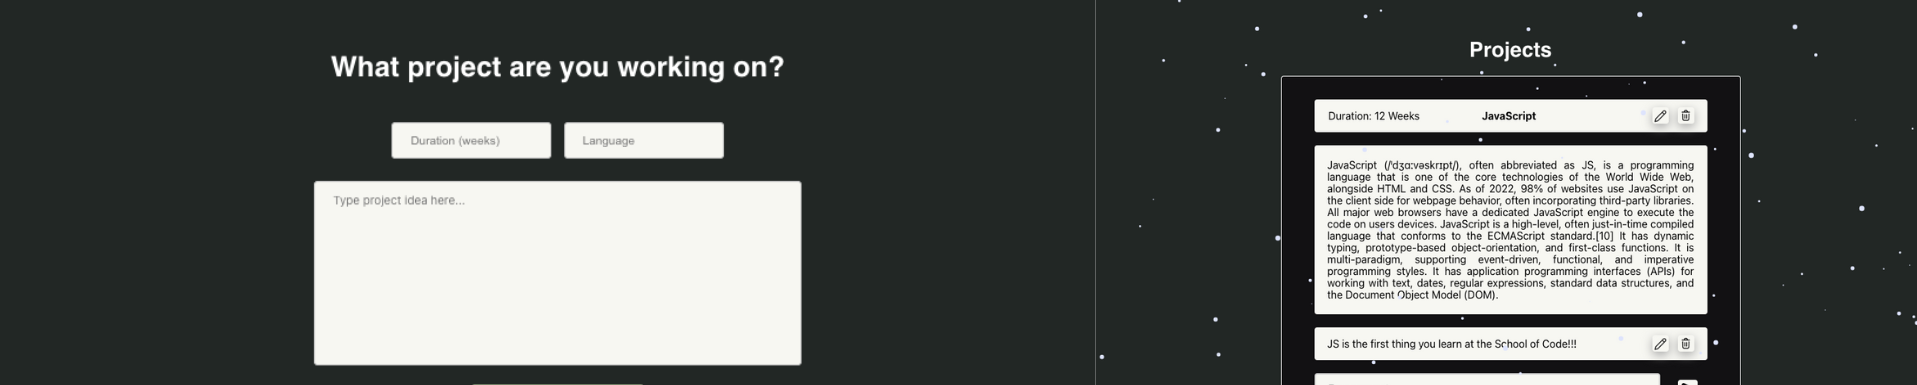 What project are you working on?
Duration (weeks)
Language
Type project idea here...
Projects
Duration: 12 Weeks
JavaScript
JavaScript (/ˈdʒɑːvəskrɪpt/), often abbreviated as JS, is a programming
language that is one of the core technologies of the World Wide Web,
alongside HTML and CSS. As of 2022, 98% of websites use JavaScript on
the client side for webpage behavior, often incorporating third-party libraries.
All major web browsers have a dedicated JavaScript engine to execute the
code on users devices. JavaScript is a high-level, often just-in-time compiled
language that conforms to the ECMAScript standard.[10] It has dynamic
typing, prototype-based object-orientation, and first-class functions. It is
multi-paradigm, supporting event-driven, functional, and imperative
programming styles. It has application programming interfaces (APIs) for
working with text, dates, regular expressions, standard data structures, and
the Document Object Model (DOM).
JS is the first thing you learn at the School of Code!!!